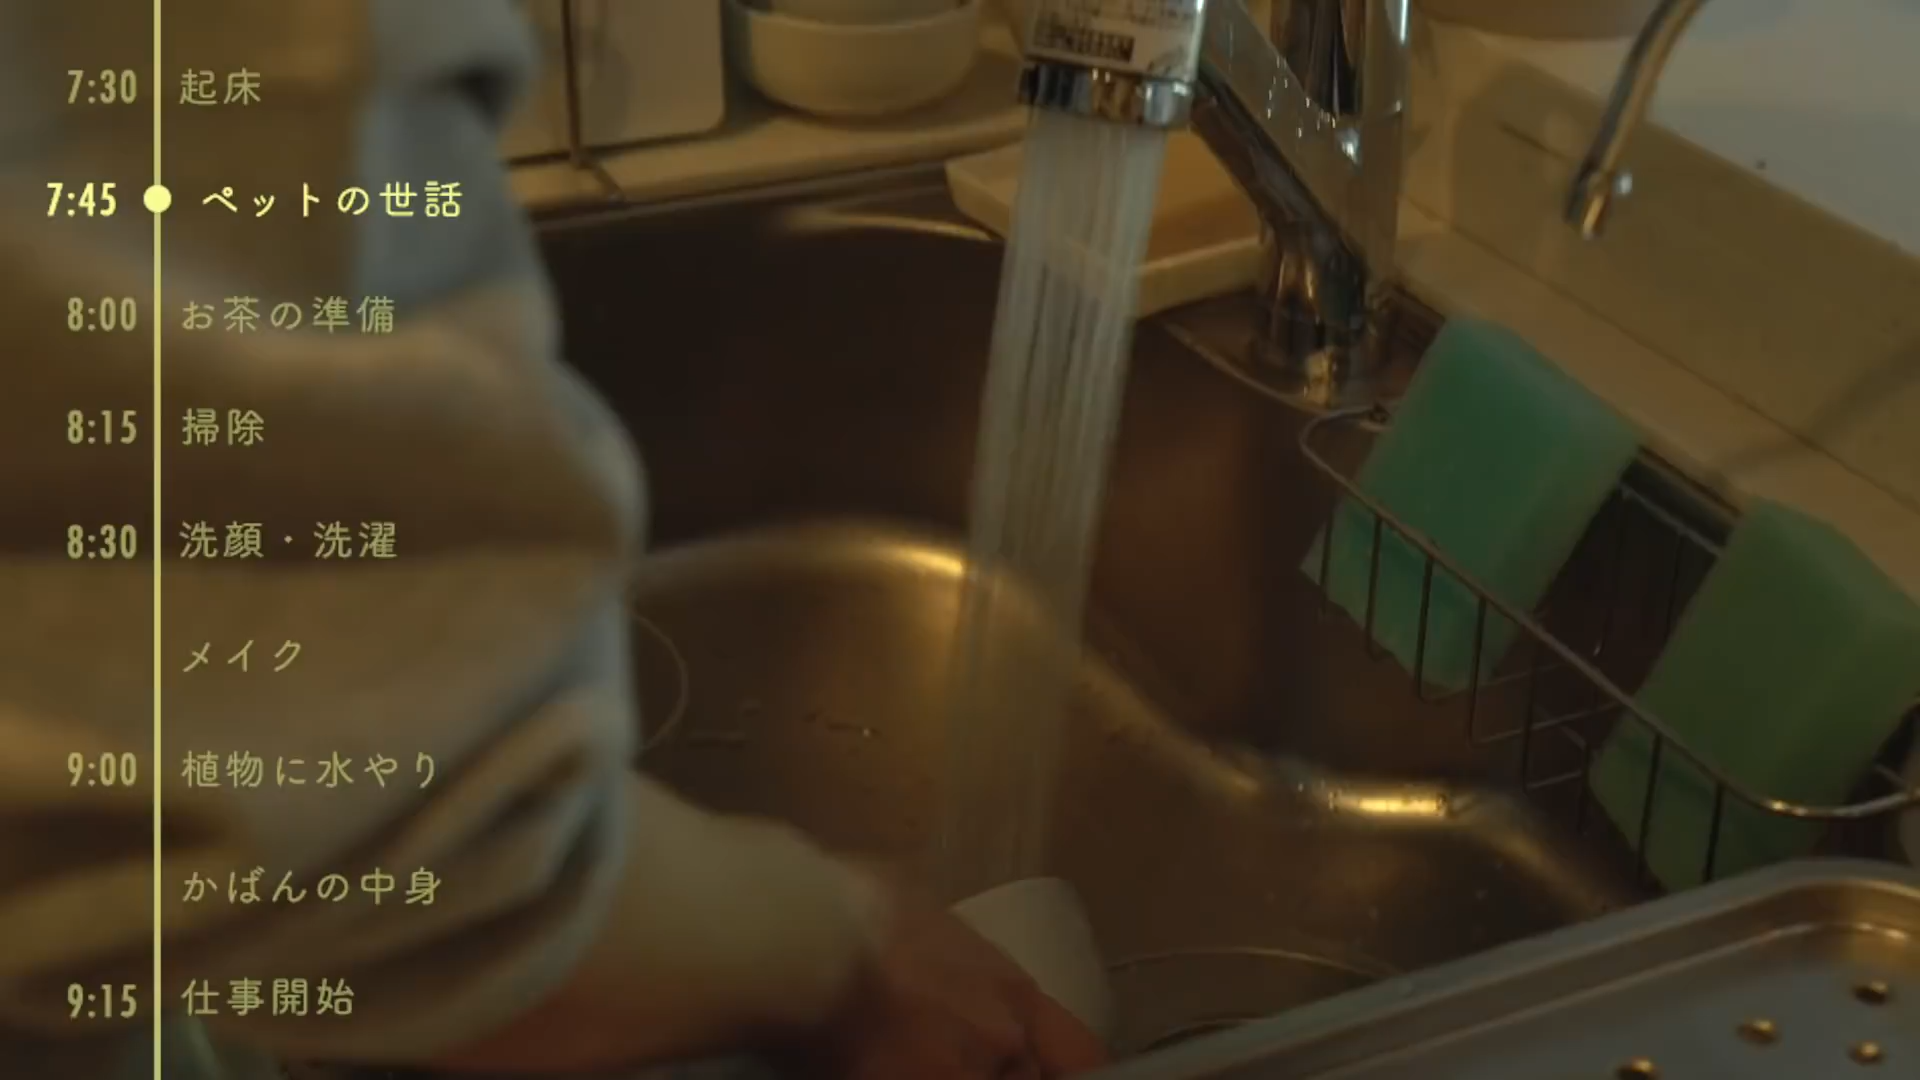 7:30 起床
7:45 ペットの世話
8:00 お茶の準備
8:15 掃除
8:30 洗顔・洗濯
メイク
9:00 植物に水やり
かばんの中身
9:15 仕事開始